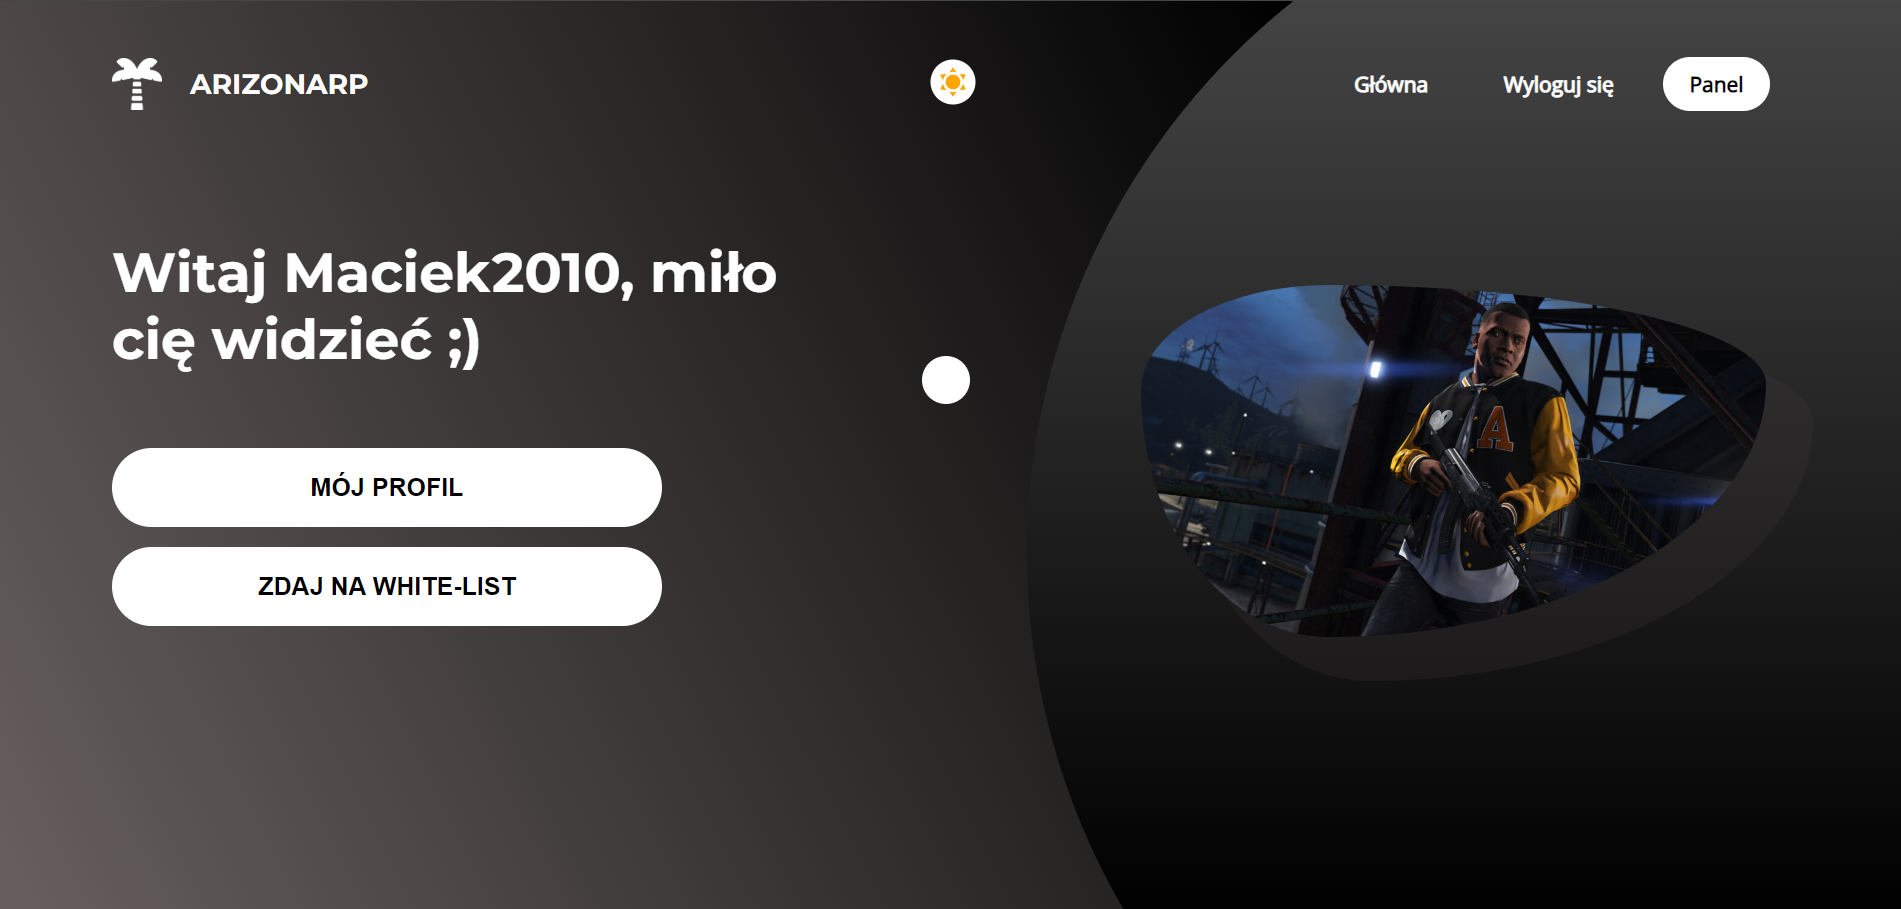 ARIZONARP
Główna
Wyloguj się
Panel
Witaj Maciek2010, miło
cię widzieć ;)
MÓJ PROFIL
ZDAJ NA WHITE-LIST
A